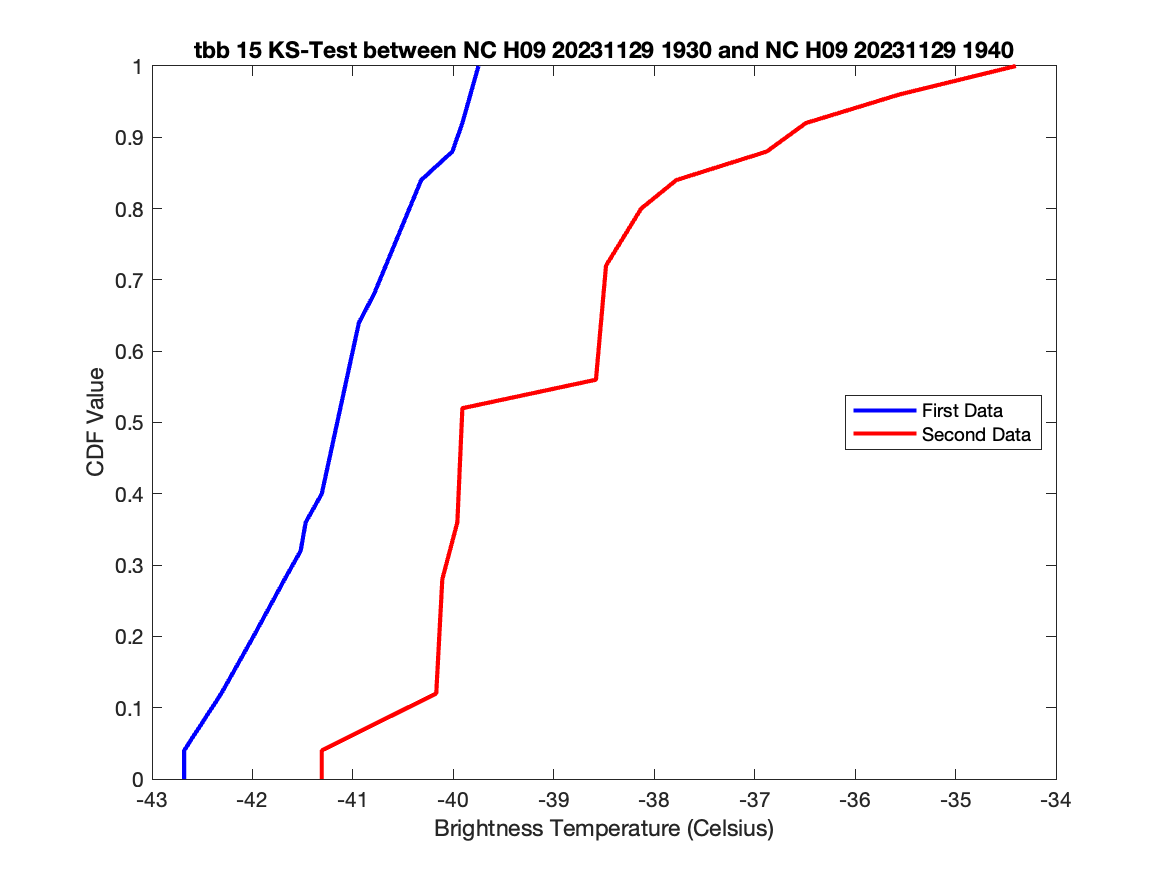 tbb 15 KS-Test between NC H09 20231129 1930 and NC H09 20231129 1940
1
0.9
0.8
0.7
0.6
0.5
0.4
0.3
0.2
0.1
0
CDF Value
First Data
Second Data
-43 -42 -41 -40 -39 -38 -37 -36 -35 -34
Brightness Temperature (Celsius)